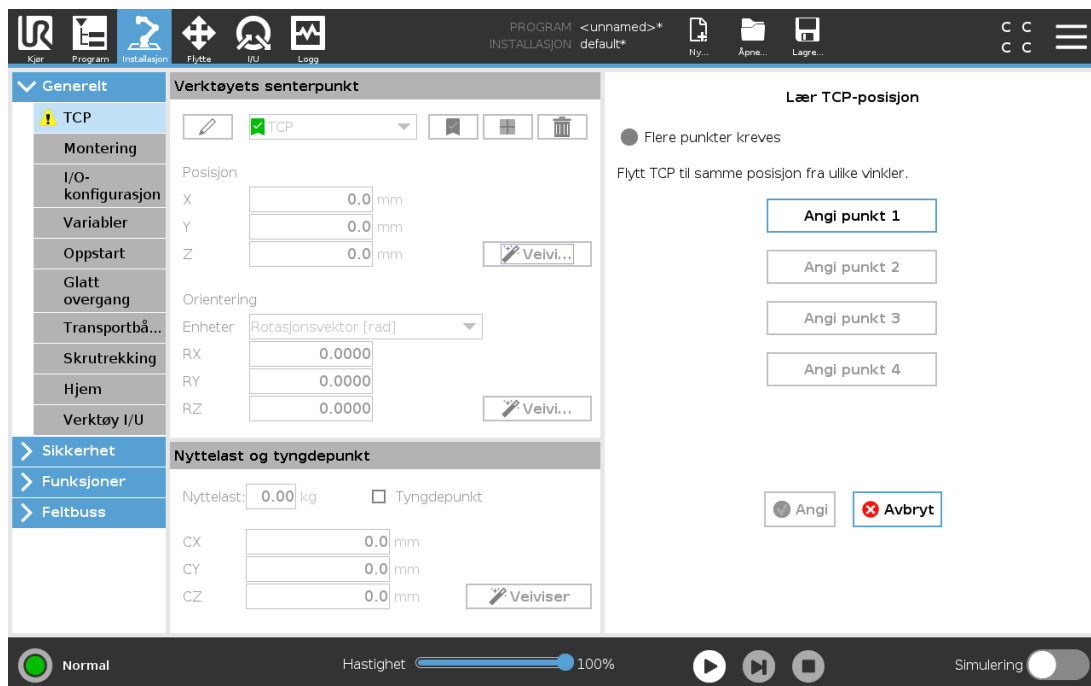 PROGRAM <unnamed>*
INSTALLASJON default*
Kjør
Program
Installasjon
Flytte
I/U
Logg
Ny...
Åpne...
Lagre...
C C
C C
Generelt
TCP
Montering
I/O-
konfigurasjon
Variabler
Oppstart
Glatt
overgang
Transportbå...
Skrutrekking
Hjem
Verktøy I/U
Sikkerhet
Funksjoner
Feltbuss
Verktøyets senterpunkt
TCP
Posisjon
X 0.0 mm
Y 0.0 mm
Z 0.0 mm Veivi...
Orientering
Enheter Rotasjonsvektor [rad]
RX 0.0000
RY 0.0000
RZ 0.0000 Veivi...
Nyttelast og tyngdepunkt
Nyttelast: 0.00 kg Tyngdepunkt
CX 0.0 mm
CY 0.0 mm
CZ 0.0 mm Veiviser
Lær TCP-posisjon
Flere punkter kreves
Flytt TCP til samme posisjon fra ulike vinkler.
Angi punkt 1
Angi punkt 2
Angi punkt 3
Angi punkt 4
Angi Avbryt
Normal
Hastighet 100%
Simulering